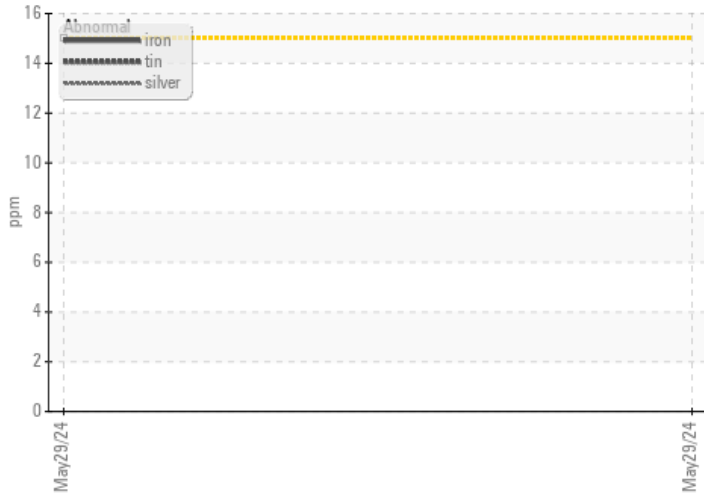 16
Abnormal
iron
tin
silver
14
12
10
8
6
4
2
0
ppm
May29/24
May29/24